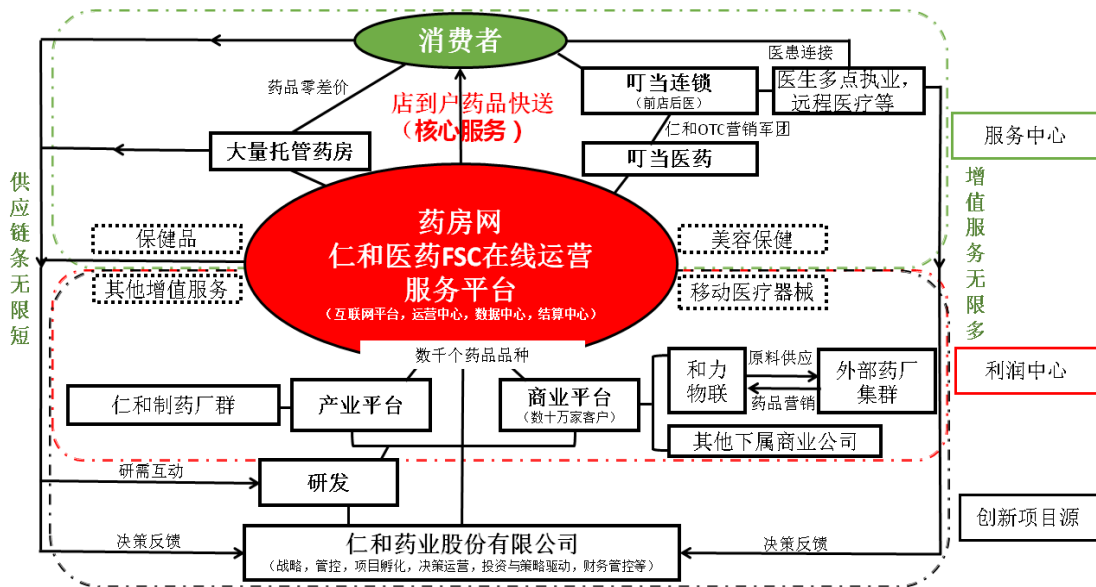 消费者
医患连接
药品零差价
店到户药品快送
（核心服务）
叮当连锁
（前店后医）
医生多点执业，
远程医疗等
仁和OTC营销军团
大量托管药房
叮当医药
服务中心
供应链条无限短
增值服务无限多
药房网
仁和医药FSC在线运营
服务平台
（互联网平台，运营中心，数据中心，结算中心）
保健品
美容保健
其他增值服务
移动医疗器械
数千个药品品种
仁和制药厂群
产业平台
商业平台
（数十万家客户）
和力
物联
原料供应
药品营销
外部药厂
集群
利润中心
其他下属商业公司
研需互动
研发
创新项目源
决策反馈
仁和药业股份有限公司
（战略，管控，项目孵化，决策运营，投资与策略驱动，财务管控等）
决策反馈